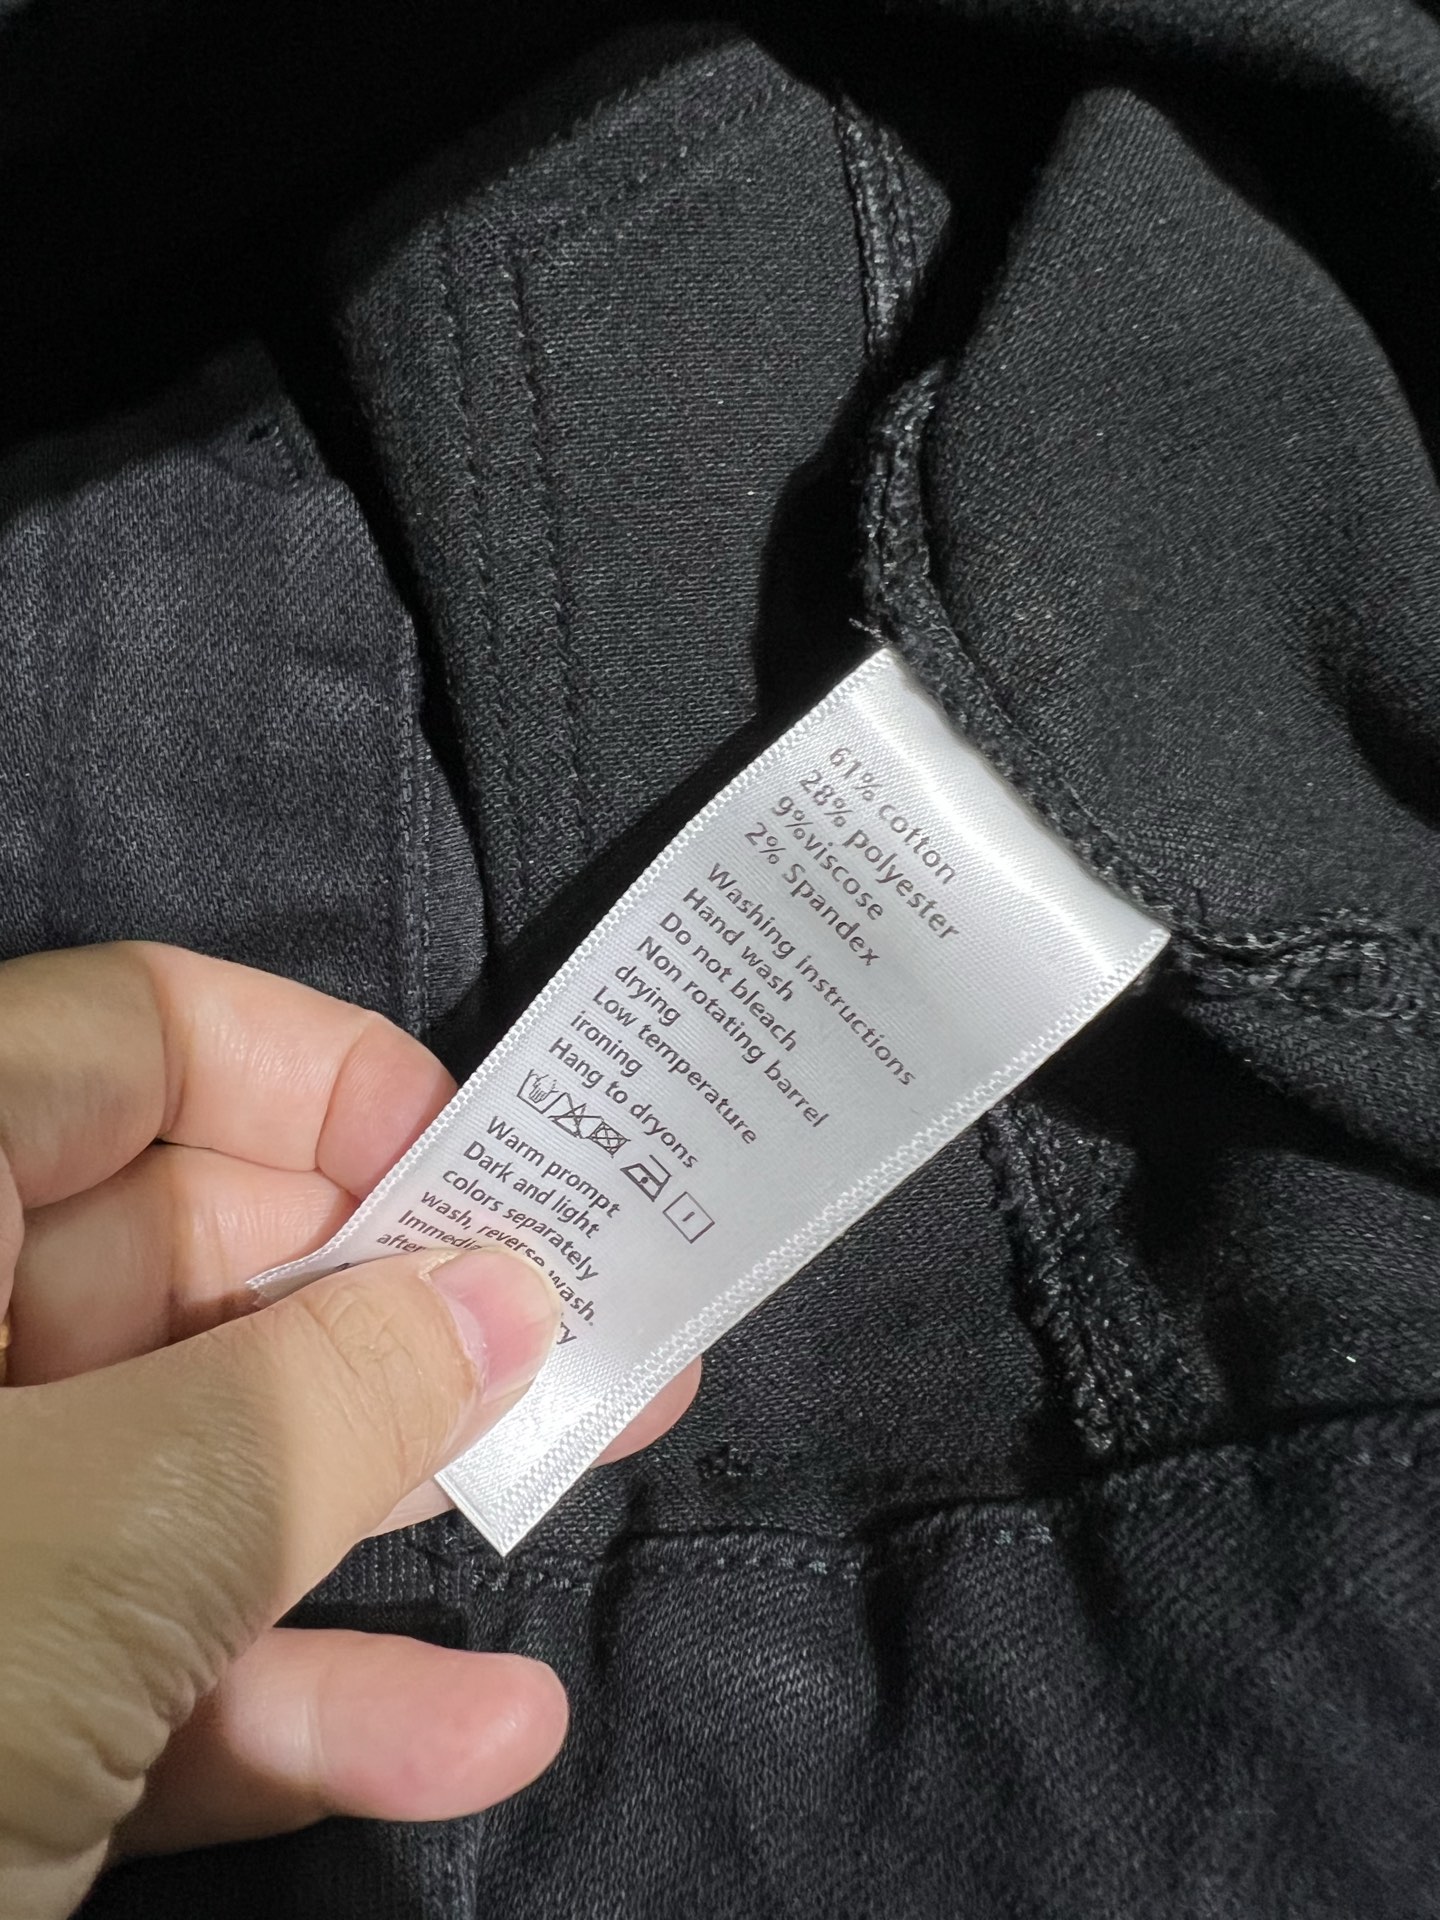 61% cotton
28% polyester
9%viscose
2% Spandex
Washing instructions
Hand wash
Do not bleach
Non rotating barrel
drying
Low temperature
ironing
Hang to dryons
Warm prompt
Dark and light
colors separately
wash, reverse wash.
after